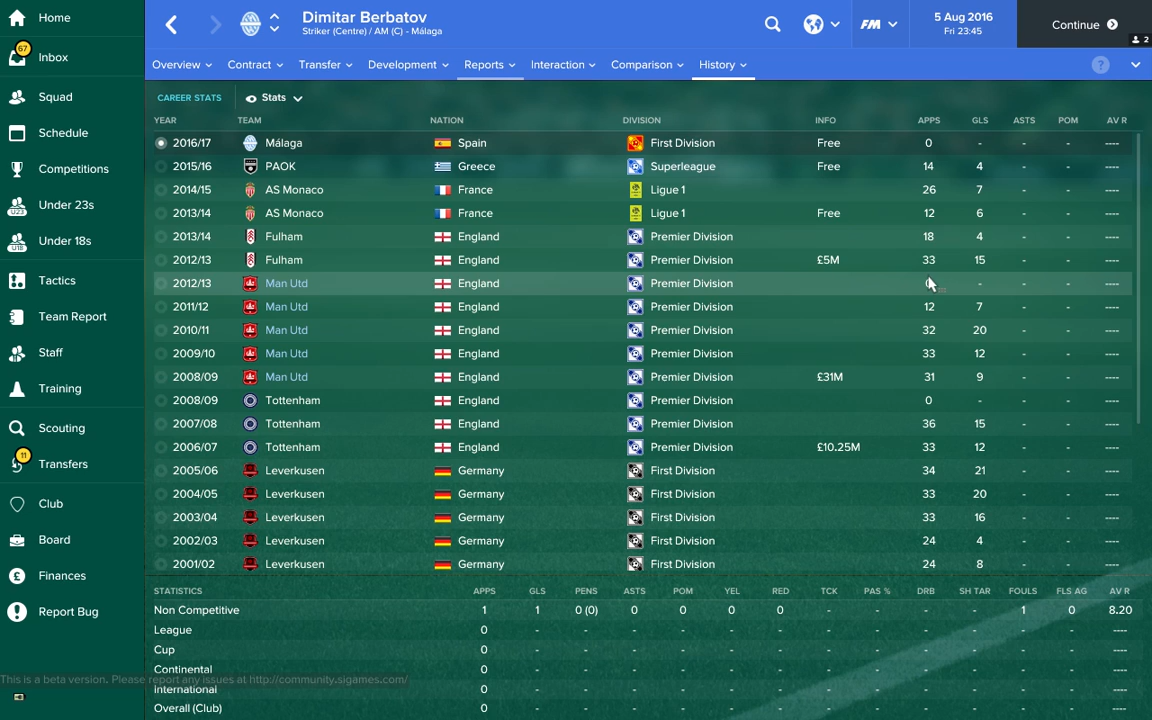 Home
67
Inbox
Squad
Schedule
Competitions
U23
Under 23s
U18
Under 18s
Tactics
Team Report
Staff
Training
Scouting
11
Transfers
Club
Board
Finances
Report Bug
Dimitar Berbatov
Striker (Centre) / AM (C) - Málaga
FM
5 Aug 2016
Fri 23:45
Continue
2
Overview Contract Transfer Development Reports Interaction Comparison History ?
CAREER STATS Stats
YEAR TEAM NATION DIVISION INFO APPS GLS ASTS POM AV R
2016/17 Málaga Spain First Division Free 0 - - - ----
2015/16 PAOK Greece Superleague Free 14 4 - - ----
2014/15 AS Monaco France Ligue 1 26 7 - - ----
2013/14 AS Monaco France Ligue 1 Free 12 6 - - ----
2013/14 Fulham England Premier Division 18 4 - - ----
2012/13 Fulham England Premier Division £5M 33 15 - - ----
2012/13 Man Utd England Premier Division - - - ----
2011/12 Man Utd England Premier Division 12 7 - - ----
2010/11 Man Utd England Premier Division 32 20 - - ----
2009/10 Man Utd England Premier Division 33 12 - - ----
2008/09 Man Utd England Premier Division £31M 31 9 - - ----
2008/09 Tottenham England Premier Division 0 - - - ----
2007/08 Tottenham England Premier Division 36 15 - - ----
2006/07 Tottenham England Premier Division £10.25M 33 12 - - ----
2005/06 Leverkusen Germany First Division 34 21 - - ----
2004/05 Leverkusen Germany First Division 33 20 - - ----
2003/04 Leverkusen Germany First Division 33 16 - - ----
2002/03 Leverkusen Germany First Division 24 4 - - ----
2001/02 Leverkusen Germany First Division 24 8 - - ----
STATISTICS APPS GLS PENS ASTS POM YEL RED TCK PAS % DRB SH TAR FOULS FLS AG AV R
Non Competitive 1 1 0 (0) 0 0 0 0 - - - - 1 0 8.20
League 0 - - - - - - - - - - - - ----
Cup 0 - - - - - - - - - - - - ----
Continental 0 - - - - - - - - - - - - ----
This is a beta version. Please report any issues at http://community.sigames.com/
International 0 - - - - - - - - - - - - ----
Overall (Club) 0 - - - - - - - - - - - - ----